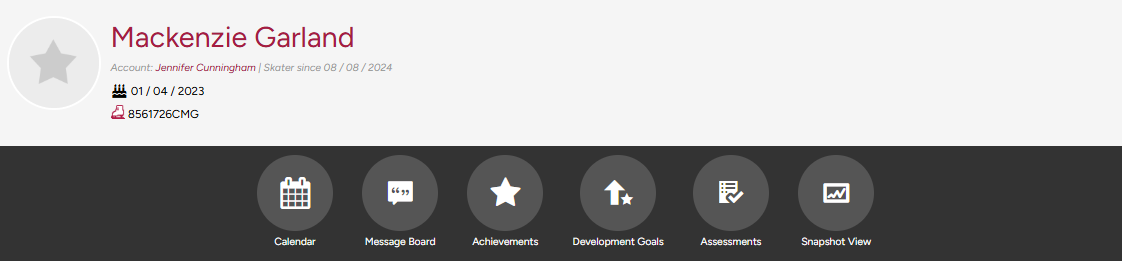 Mackenzie Garland
Account: Jennifer Cunningham | Skater since 08 / 08 / 2024
01 / 04 / 2023
8561726CMG
Calendar
Message Board
Achievements
Development Goals
Assessments
Snapshot View